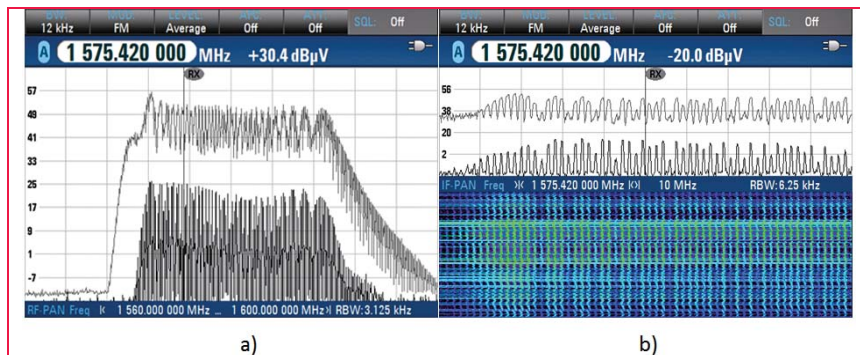 12 kHz FM Average Off Off SQL: Off
A 1 575.420 000 MHz +30.4 dBµV
RX
57
49
41
33
25
17
9
1
-7
RF-PAN Freq 1 560.000 000 MHz ... 1 600.000 000 MHz RBW:3.125 kHz
a)
12 kHz FM Average Off Off SQL: Off
A 1 575.420 000 MHz -20.0 dBµV
RX
56
38
20
2
IF-PAN Freq 1 575.420 000 MHz 10 MHz RBW:6.25 kHz
b)